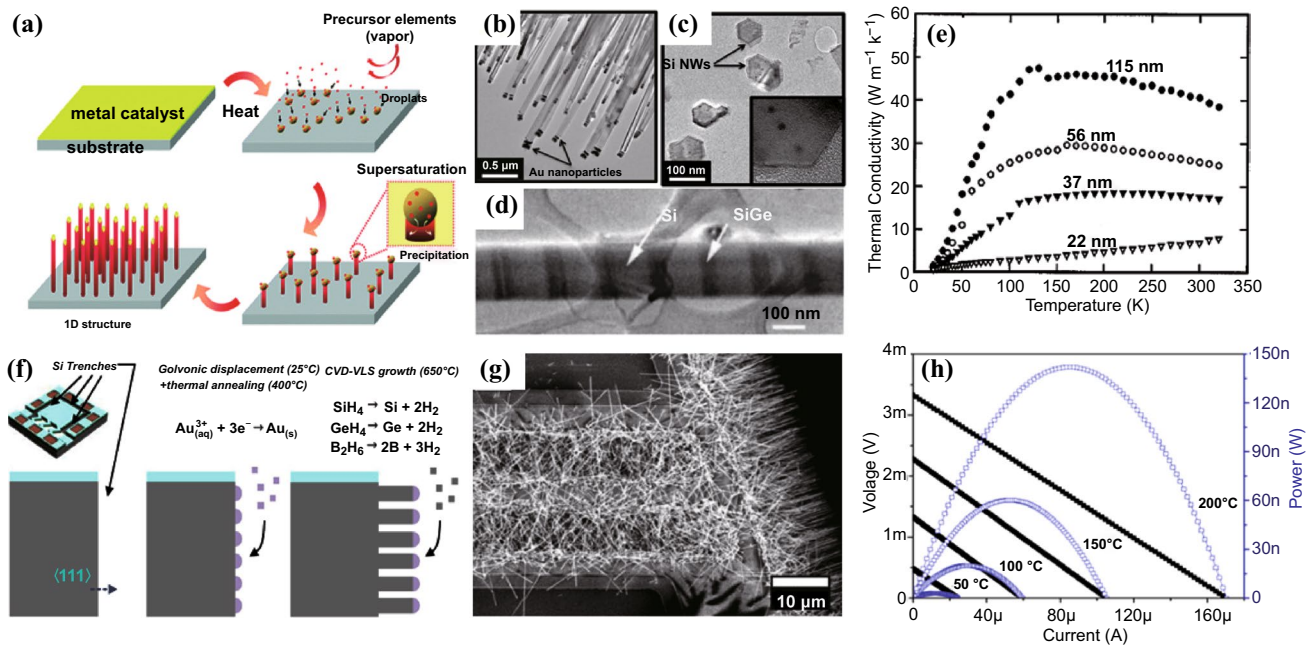 (a)
Precursor elements
(vapor)
Droplats
Heat
metal catalyst
substrate
Supersaturation
Precipitation
1D structure
(b)
0.5 μm
Au nanoparticles
(c)
Si NWs
100 nm
(d)
Si
SiGe
100 nm
(e)
Thermal Conductivity (W m⁻¹ k⁻¹)
60
50
40
30
20
10
0
115 nm
56 nm
37 nm
22 nm
0 50 100 150 200 250 300 350
Temperature (K)
(f)
Si Trenches
Golvonic displacement (25°C)
+thermal annealing (400°C)
CVD-VLS growth (650°C)
Au³⁺(aq) + 3e⁻→Au(s)
SiH₄→ Si + 2H₂
GeH₄→ Ge + 2H₂
B₂H₆→ 2B + 3H₂
⟨111⟩
(g)
10 μm
(h)
Volage (V)
4m
3m
2m
1m
0
50 °C
100 °C
150°C
200°C
0 40μ 80μ 120μ 160μ
Current (A)
150n
120n
90n
60n
30n
0
Power (W)